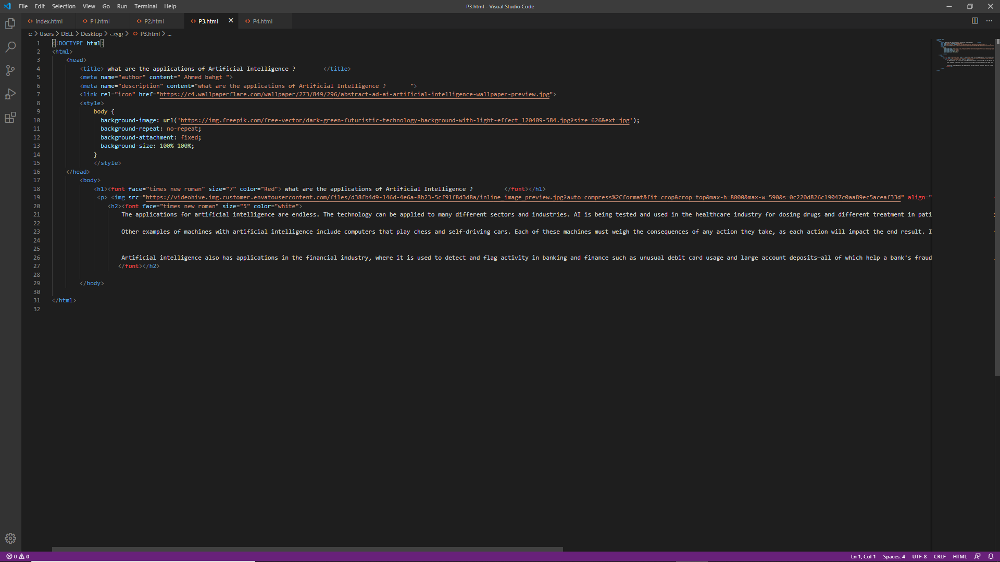 File Edit Selection View Go Run Terminal Help
P3.html - Visual Studio Code
index.html P1.html P2.html P3.html P4.html
c: > Users > DELL > Desktop > بهجت > P3.html > ...
1 <!DOCTYPE html>
2 <html>
3 <head>
4 <title> what are the applications of Artificial Intelligence ? </title>
5 <meta name="author" content=" Ahmed bahgt ">
6 <meta name="description" content="what are the applications of Artificial Intelligence ? ">
7 <link rel="icon" href="https://c4.wallpaperflare.com/wallpaper/273/849/296/abstract-ad-ai-artificial-intelligence-wallpaper-preview.jpg">
8 <style>
9 body {
10 background-image: url('https://img.freepik.com/free-vector/dark-green-futuristic-technology-background-with-light-effect_120409-584.jpg?size=626&ext=jpg');
11 background-repeat: no-repeat;
12 background-attachment: fixed;
13 background-size: 100% 100%;
14 }
15 </style>
16 </head>
17 <body>
18 <h1><font face="times new roman" size="7" color="Red"> what are the applications of Artificial Intelligence ? </font></h1>
19 <p> <img src="https://videohive.img.customer.envatousercontent.com/files/d38fb4d9-146d-4e6a-8b23-5cf91f8d3d8a/inline_image_preview.jpg?auto=compress%2Cformat&fit=crop&crop=top&max-h=8000&max-w=590&s=0c220d826c19047c0aa89ec5aceaf33d" align="
20 <h2><font face="times new roman" size="5" color="white">
21 The applications for artificial intelligence are endless. The technology can be applied to many different sectors and industries. AI is being tested and used in the healthcare industry for dosing drugs and different treatment in pati
22
23 Other examples of machines with artificial intelligence include computers that play chess and self-driving cars. Each of these machines must weigh the consequences of any action they take, as each action will impact the end result. I
24
25
26 Artificial intelligence also has applications in the financial industry, where it is used to detect and flag activity in banking and finance such as unusual debit card usage and large account deposits—all of which help a bank's fraud
27 </font></h2>
28
29 </body>
30
31 </html>
32
0 0
Ln 1, Col 1 Spaces: 4 UTF-8 CRLF HTML